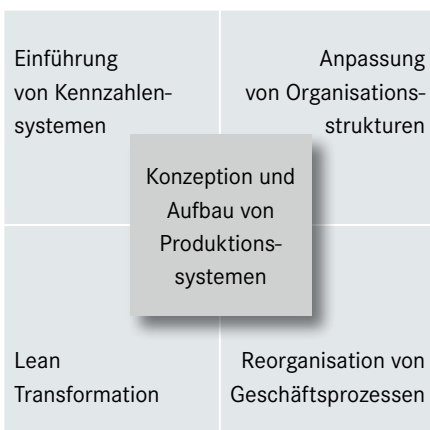 Einführung
von Kennzahlen-
systemen
Anpassung
von Organisations-
strukturen
Konzeption und
Aufbau von
Produktions-
systemen
Lean
Transformation
Reorganisation von
Geschäftsprozessen